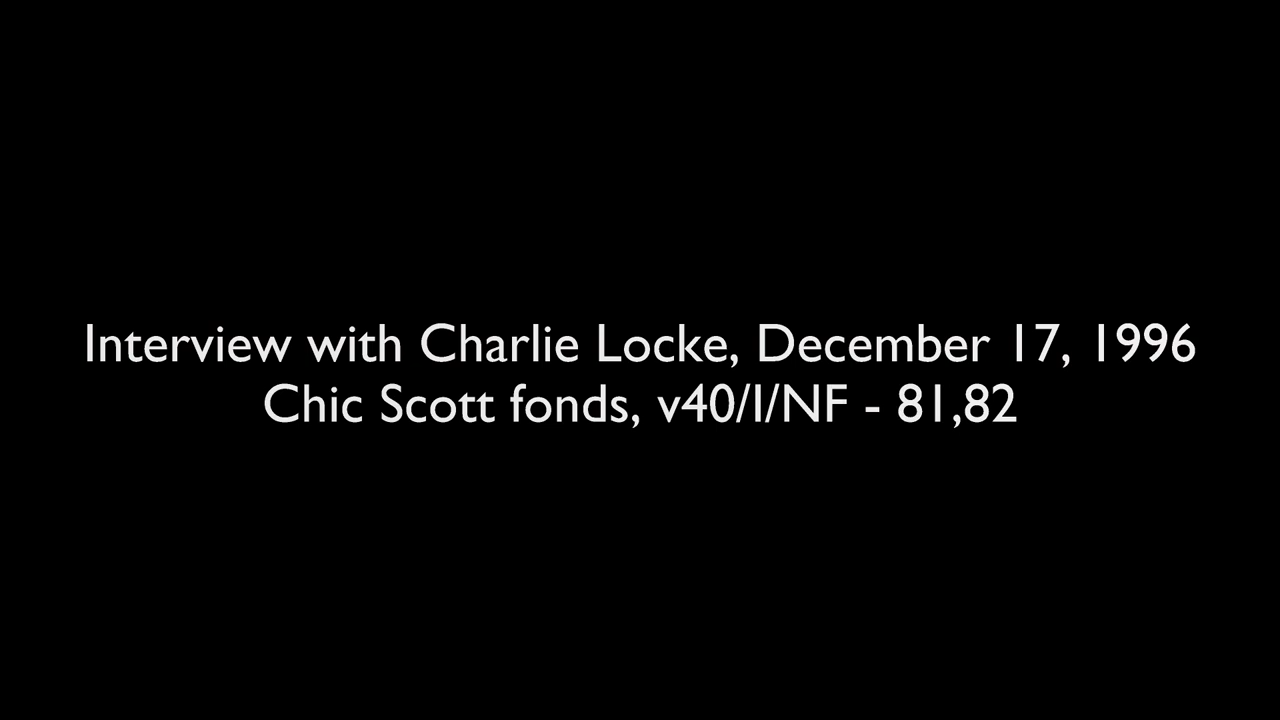 Interview with Charlie Locke, December 17, 1996
Chic Scott fonds, v40/I/NF - 81,82